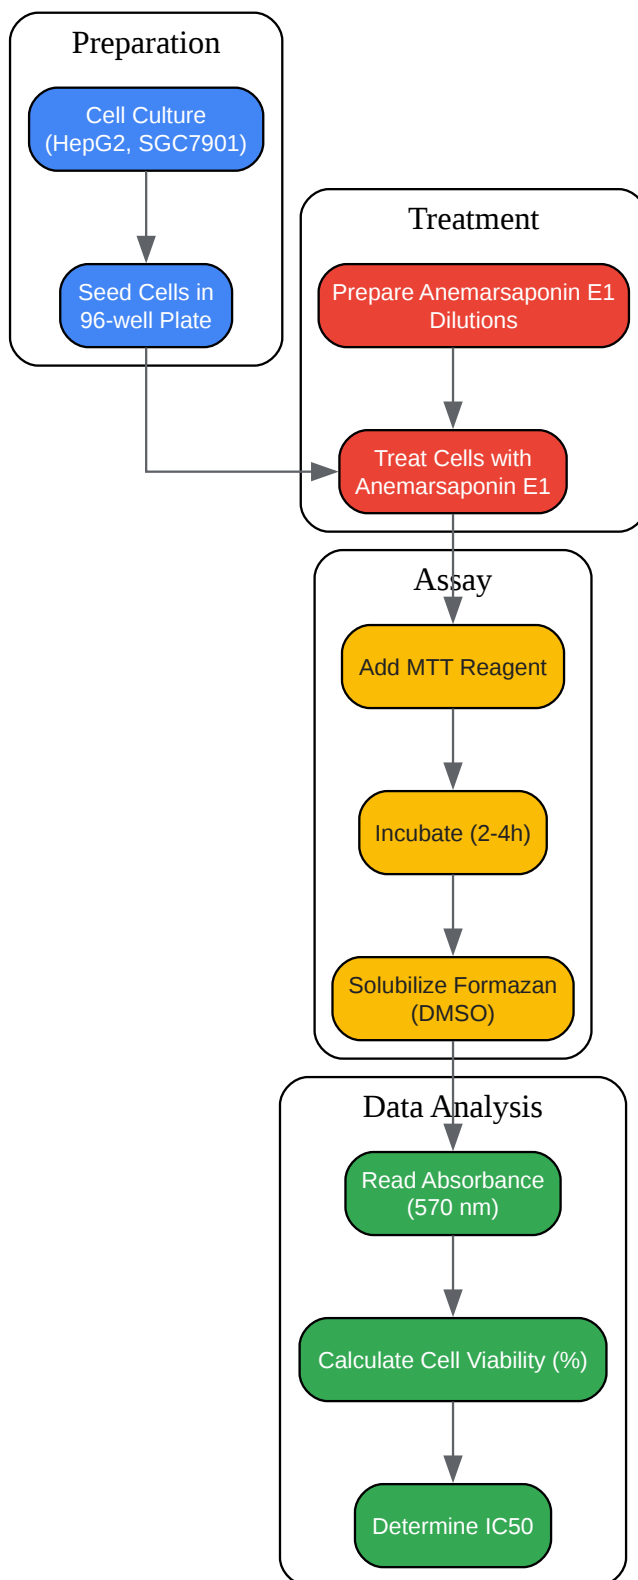 Preparation
Cell Culture
(HepG2, SGC7901)
Seed Cells in
96-well Plate
Treatment
Prepare Anemarsaponin E1
Dilutions
Treat Cells with
Anemarsaponin E1
Assay
Add MTT Reagent
Incubate (2-4h)
Solubilize Formazan
(DMSO)
Data Analysis
Read Absorbance
(570 nm)
Calculate Cell Viability (%)
Determine IC50